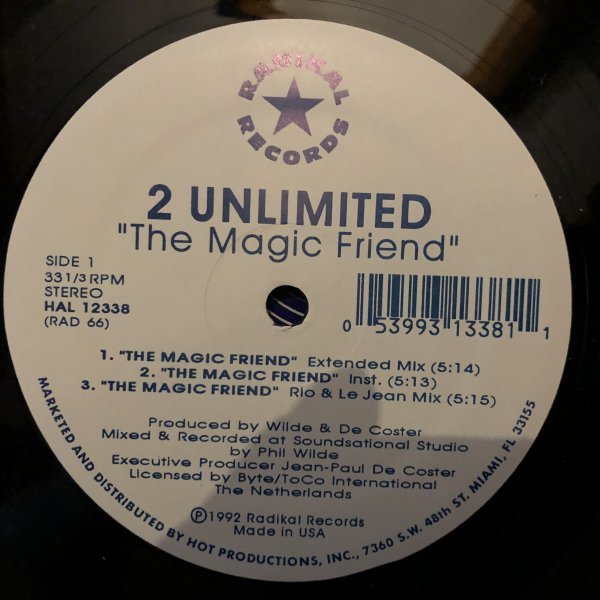 RADIKAL
RECORDS
2 UNLIMITED
"The Magic Friend"
SIDE 1
33 1/3 RPM
STEREO
HAL 12338
(RAD 66)
0 53993 13381 1
1. "THE MAGIC FRIEND" Extended Mix (5:14)
2. "THE MAGIC FRIEND" Inst. (5:13)
3. "THE MAGIC FRIEND" Rio & Le Jean Mix (5:15)
Produced by Wilde & De Coster
Mixed & Recorded at Soundsational Studio
by Phil Wilde
Executive Producer Jean-Paul De Coster
Licensed by Byte/ToCo International
The Netherlands
℗1992 Radikal Records
Made in USA
MARKETED AND DISTRIBUTED BY HOT PRODUCTIONS, INC., 7360 S.W. 48th ST. MIAMI, FL 33155